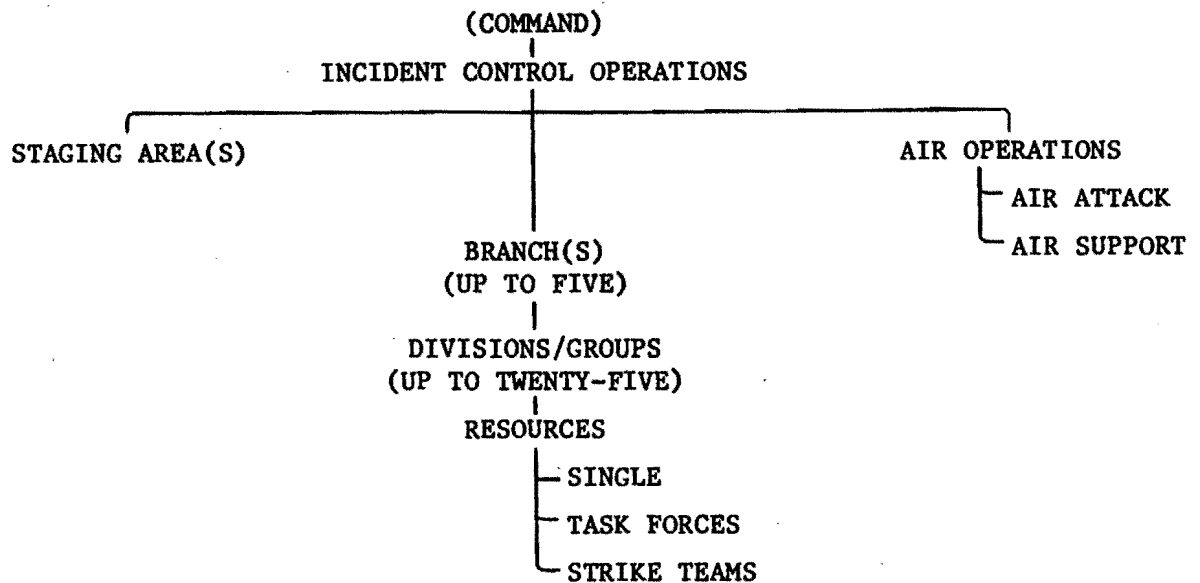 (COMMAND)
INCIDENT CONTROL OPERATIONS
STAGING AREA(S)
AIR OPERATIONS
AIR ATTACK
AIR SUPPORT
BRANCH(S)
(UP TO FIVE)
DIVISIONS/GROUPS
(UP TO TWENTY-FIVE)
RESOURCES
SINGLE
TASK FORCES
STRIKE TEAMS